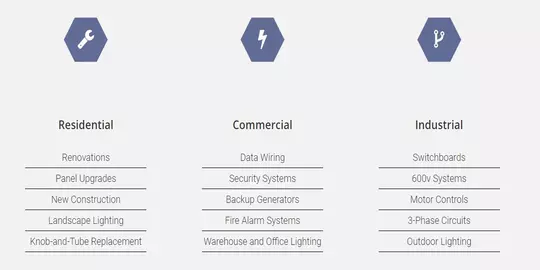 Residential
Renovations
Panel Upgrades
New Construction
Landscape Lighting
Knob-and-Tube Replacement
Commercial
Data Wiring
Security Systems
Backup Generators
Fire Alarm Systems
Warehouse and Office Lighting
Industrial
Switchboards
600v Systems
Motor Controls
3-Phase Circuits
Outdoor Lighting